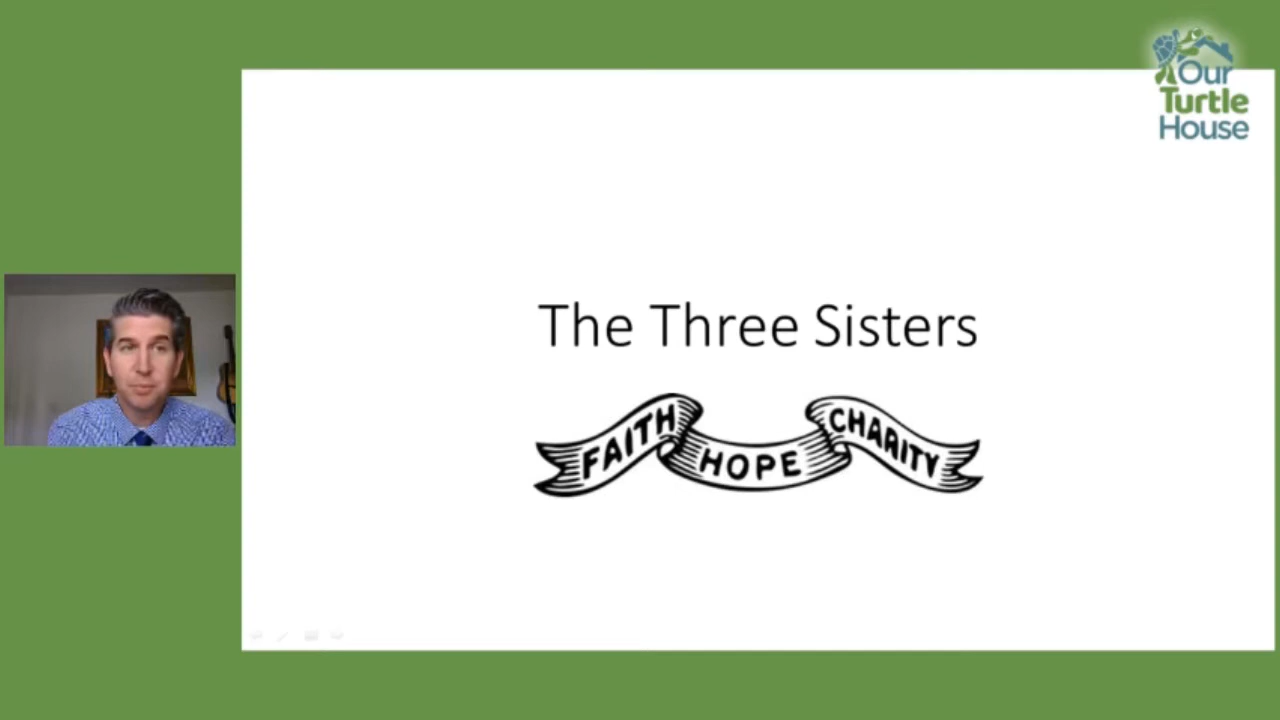 Our
Turtle
House
The Three Sisters
FAITH
HOPE
CHARITY